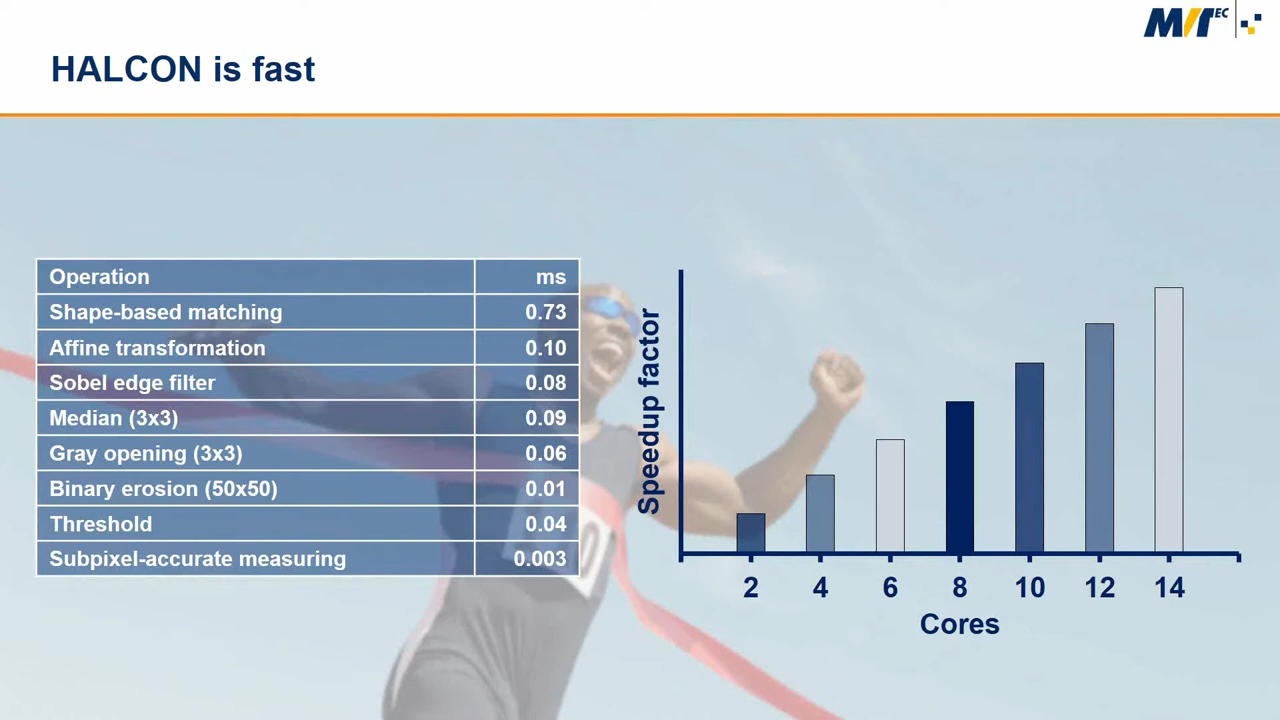 MVTEC
HALCON is fast
Operation ms
Shape-based matching 0.73
Affine transformation 0.10
Sobel edge filter 0.08
Median (3x3) 0.09
Gray opening (3x3) 0.06
Binary erosion (50x50) 0.01
Threshold 0.04
Subpixel-accurate measuring 0.003
Speedup factor
2 4 6 8 10 12 14
Cores